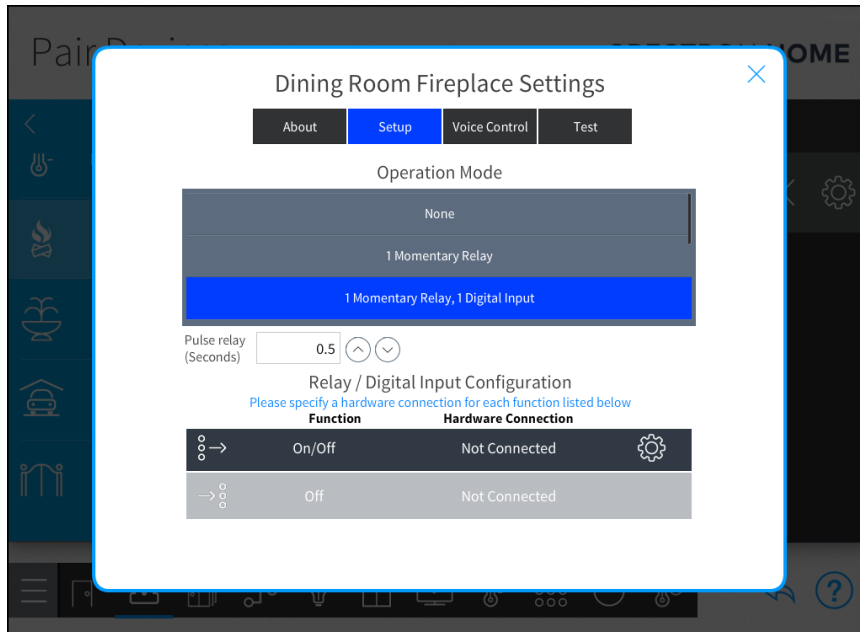 Pair
OME
Dining Room Fireplace Settings
About Setup Voice Control Test
Operation Mode
None
1 Momentary Relay
1 Momentary Relay, 1 Digital Input
Pulse relay
(Seconds)
0.5
Relay / Digital Input Configuration
Please specify a hardware connection for each function listed below
Function Hardware Connection
On/Off Not Connected
Off Not Connected
?